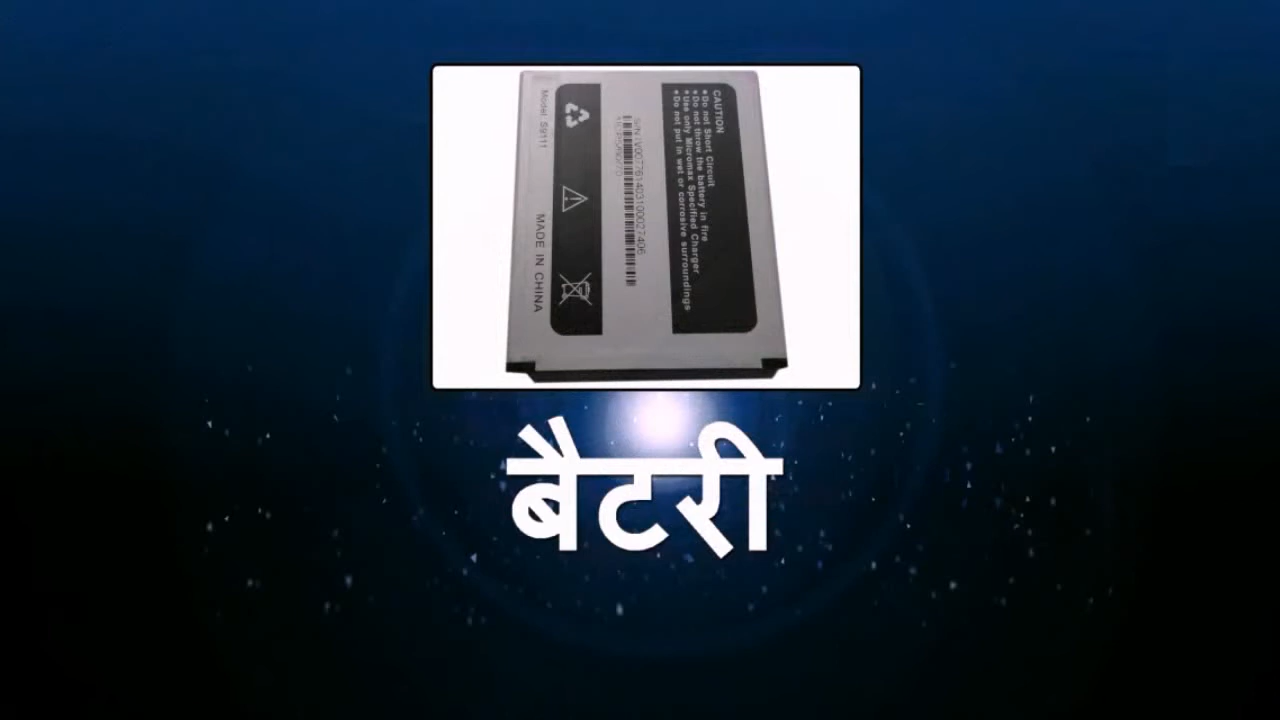 CAUTION
*Do not Short Circuit
*Do not throw the battery in fire
*Use only Micromax Specified Charger
*Do not put in wet or corrosive surroundings
Model: S9111
MADE IN CHINA
बैटरी